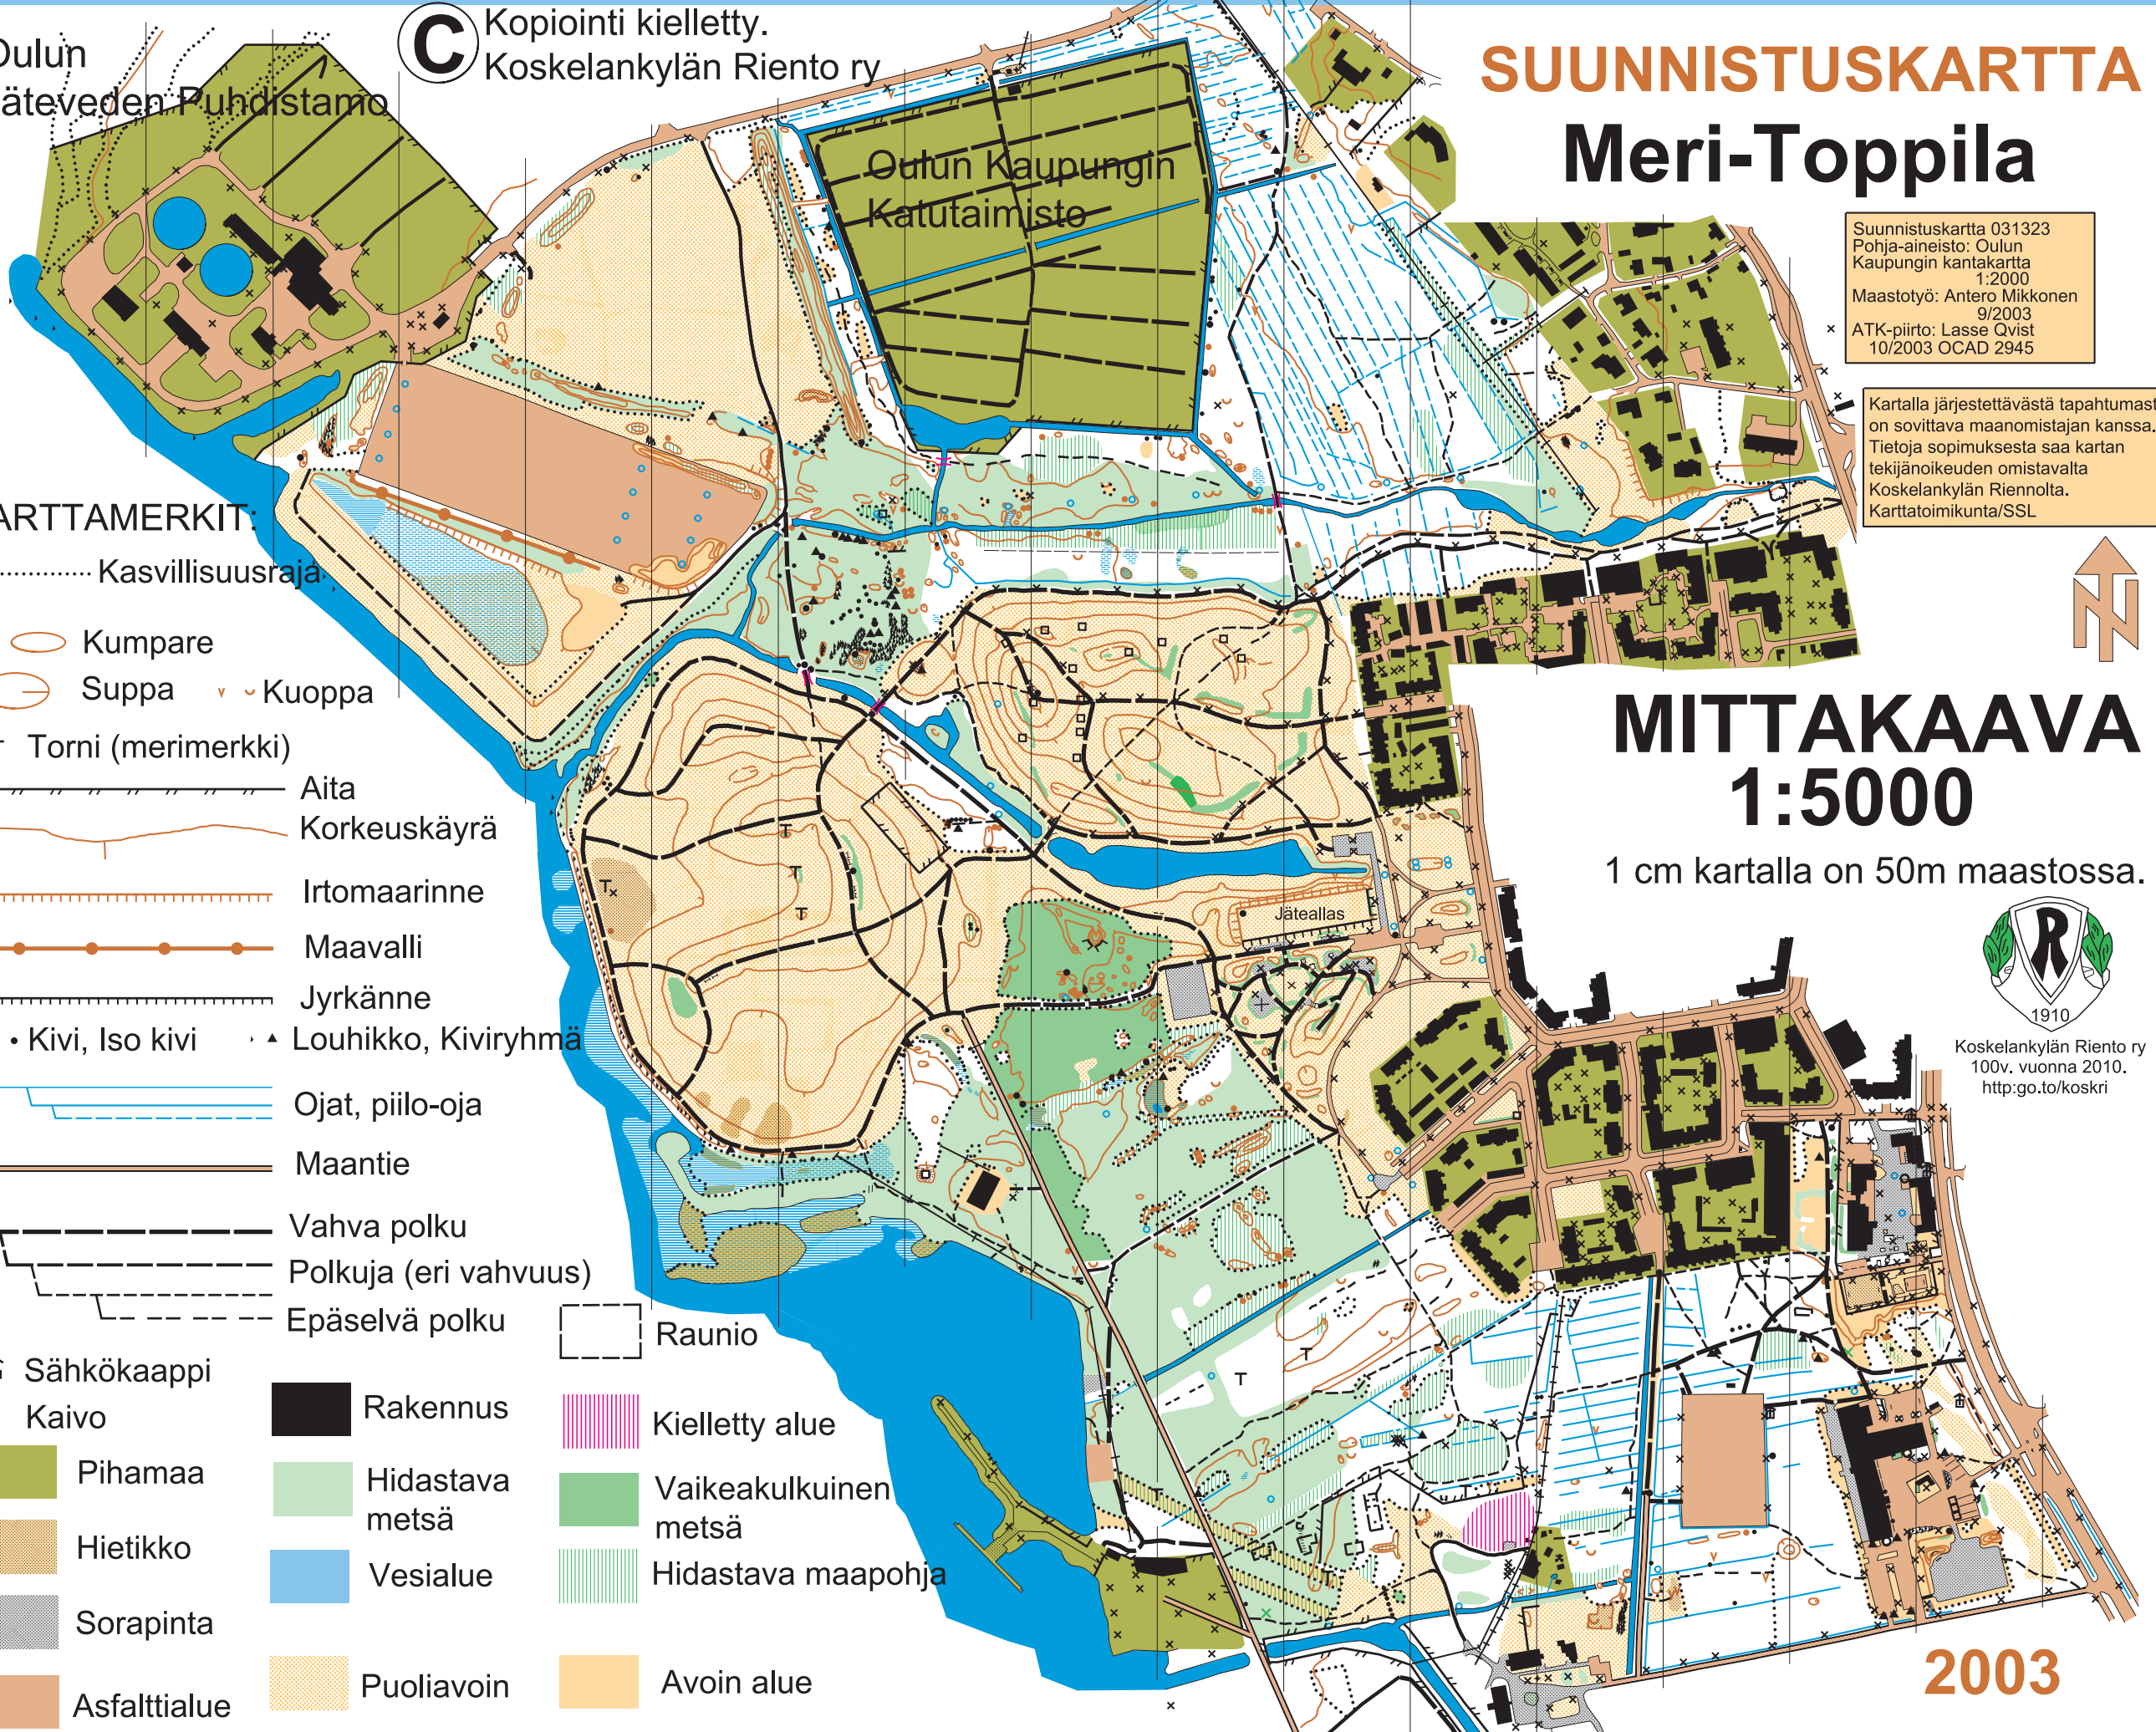 Oulun
äteveden Puhdistamo
C Kopiointi kielletty.
Koskelankylän Riento ry
Oulun Kaupungin
Katutaimisto
SUUNNISTUSKARTTA
Meri-Toppila
Suunnistuskartta 031323
Pohja-aineisto: Oulun
Kaupungin kantakartta
1:2000
Maastotyö: Antero Mikkonen
9/2003
ATK-piirto: Lasse Qvist
10/2003 OCAD 2945
Kartalla järjestettävästä tapahtumast
on sovittava maanomistajan kanssa.
Tietoja sopimuksesta saa kartan
tekijänoikeuden omistavalta
Koskelankylän Riennolta.
Karttatoimikunta/SSL
N
MITTAKAAVA
1:5000
1 cm kartalla on 50m maastossa.
R
1910
Koskelankylän Riento ry
100v. vuonna 2010.
http:go.to/koskri
Jäteallas
ARTTAMERKIT:
Kasvillisuusraja
Kumpare
Suppa
Kuoppa
Torni (merimerkki)
Aita
Korkeuskäyrä
Irtomaarinne
Maavalli
Jyrkänne
Kivi, Iso kivi
Louhikko, Kiviryhmä
Ojat, piilo-oja
Maantie
Vahva polku
Polkuja (eri vahvuus)
Epäselvä polku
Raunio
Sähkökaappi
Kaivo
Rakennus
Kielletty alue
Pihamaa
Hidastava
metsä
Vaikeakulkuinen
metsä
Hietikko
Vesialue
Hidastava maapohja
Sorapinta
Asfalttialue
Puoliavoin
Avoin alue
2003